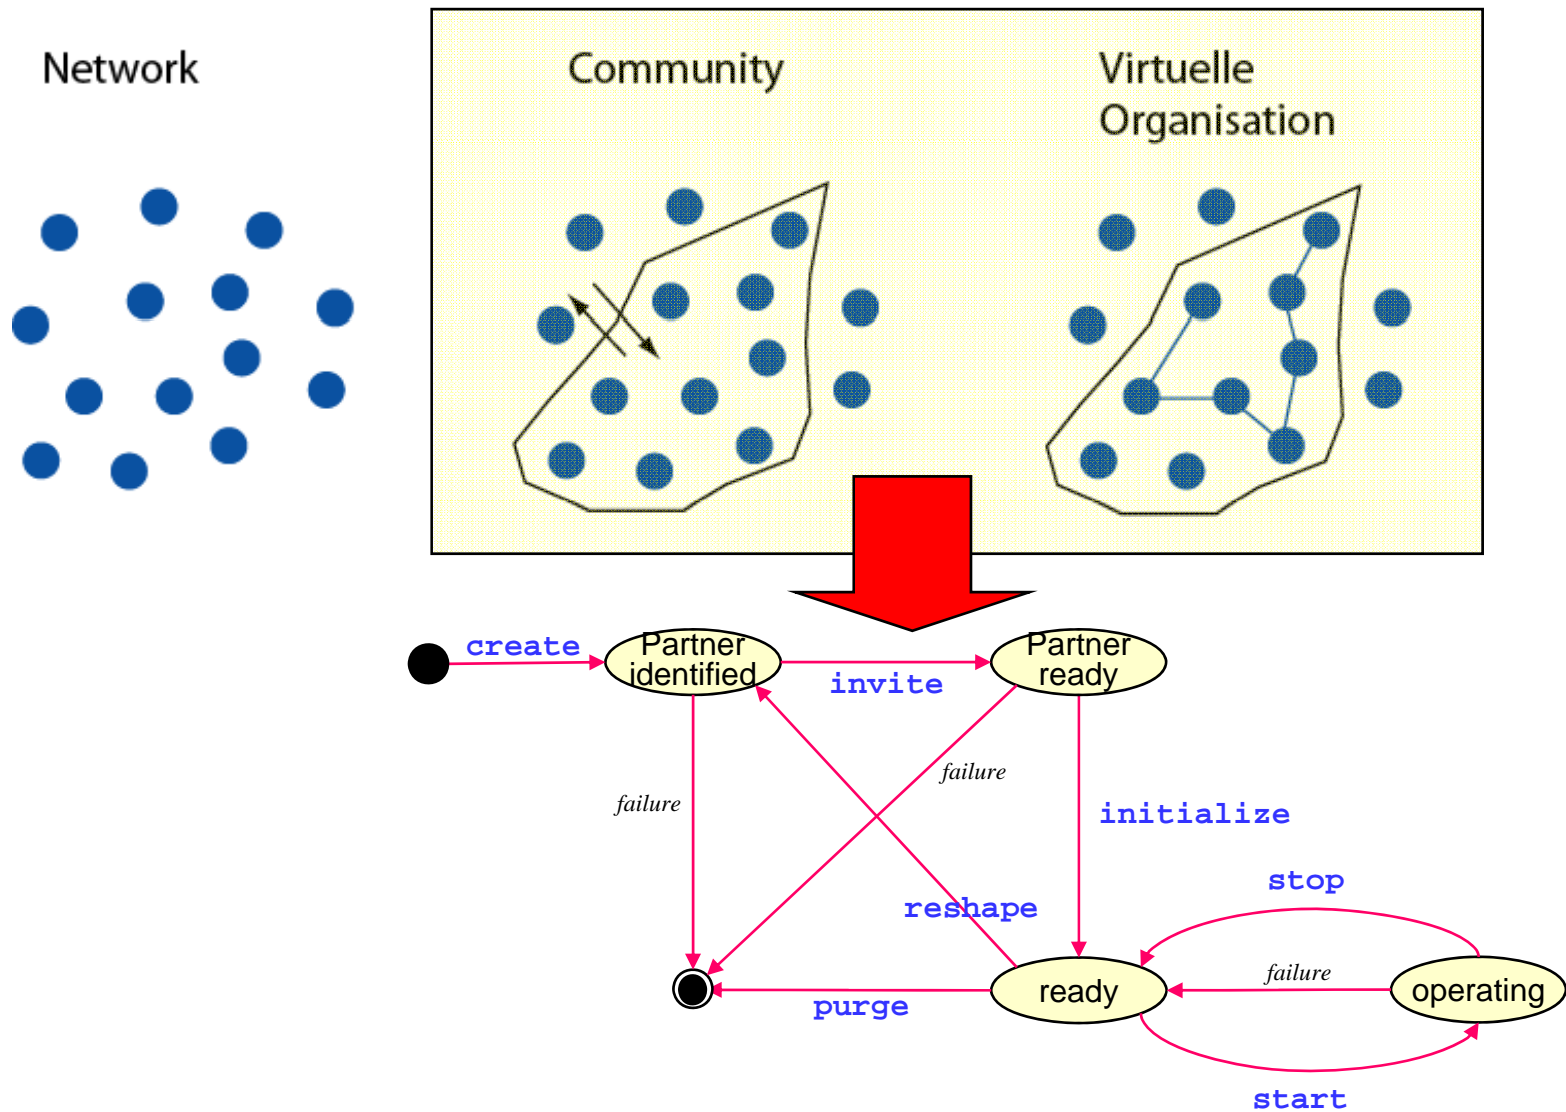 Network
Community
Virtuelle
Organisation
create
Partner
identified
invite
Partner
ready
failure
failure
initialize
reshape
stop
purge
ready
failure
operating
start